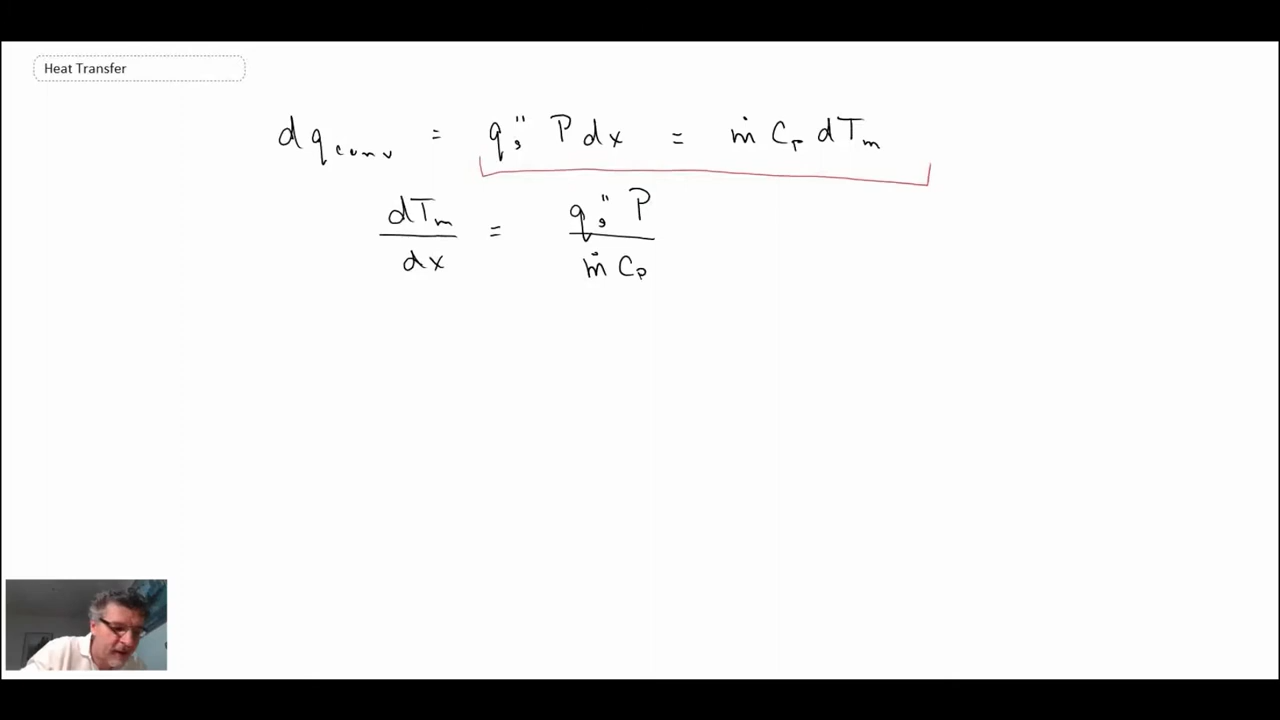 Heat Transfer
dq_conv = q_s'' P dx = ṁ C_p dT_m
dT_m/dx = q_s'' P / ṁ C_p